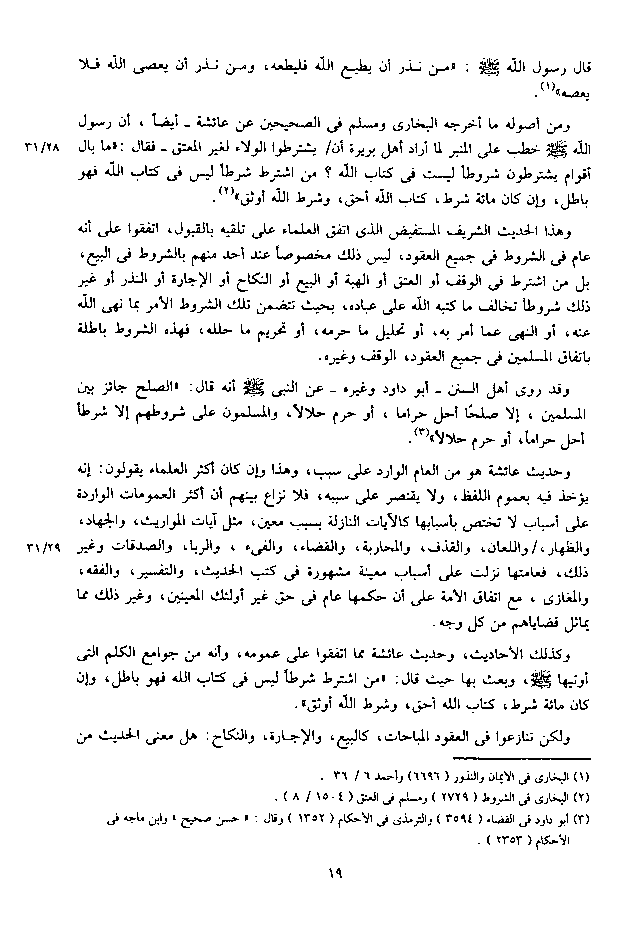 قال رسول الله ﷺ : «من نذر أن يطيع الله فليطعه، ومن نذر أن يعصى الله فلا
يعصه»(١).
ومن أصوله ما أخرجه البخارى ومسلم فى الصحيحين عن عائشة ـ أيضاً ، أن رسول
الله ﷺ خطب على المنبر لما أراد أهل بريرة أن/ يشترطوا الولاء لغير المعتق ـ فقال : «ما بال ٣١/٢٨
أقوام يشترطون شروطاً ليست فى كتاب الله ؟ من اشترط شرطاً ليس فى كتاب الله فهو
باطل، وإن كان مائة شرط، كتاب الله أحق، وشرط الله أوثق»(٢).
وهذا الحديث الشريف المستفيض الذى اتفق العلماء على تلقيه بالقبول، اتفقوا على أنه
عام فى الشروط فى جميع العقود، ليس ذلك مخصوصاً عند أحد منهم بالشروط فى البيع،
بل من اشترط فى الوقف أو العتق أو الهبة أو البيع أو النكاح أو الإجارة أو النذر أو غير
ذلك شروطاً تخالف ما كتبه الله على عباده، بحيث تتضمن تلك الشروط الأمر بما نهى الله
عنه، أو النهى عما أمر به، أو تحليل ما حرمه، أو تحريم ما حلله، فهذه الشروط باطلة
باتفاق المسلمين فى جميع العقود، الوقف وغيره.
وقد روى أهل السنن ـ أبو داود وغيره ـ عن النبى ﷺ أنه قال: «الصلح جائز بين
المسلمين ، إلا صلحًا أحل حراما ، أو حرم حلالاً، والمسلمون على شروطهم إلا شرطاً
أحل حراماً، أو حرم حلالاً»(٣).
وحديث عائشة هو من العام الوارد على سبب، وهذا وإن كان أكثر العلماء يقولون: إنه
يؤخذ فيه بعموم اللفظ، ولا يقتصر على سببه، فلا نزاع بينهم أن أكثر العمومات الواردة
على أسباب لا تختص بأسبابها كالآيات النازلة بسبب معين، مثل آيات المواريث، والجهاد،
والظهار،/واللعان، والقذف، والمحاربة، والقضاء، والفىء ، والربا، والصدقات وغير ٣١/٢٩
ذلك، فعامتها نزلت على أسباب معينة مشهورة فى كتب الحديث، والتفسير، والفقه،
والمغازى ، مع اتفاق الأمة على أن حكمها عام فى حق غير أولئك المعينين، وغير ذلك مما
يماثل قضاياهم من كل وجه.
وكذلك الأحاديث، وحديث عائشة مما اتفقوا على عمومه، وأنه من جوامع الكلم التى
أوتيها ﷺ، وبعث بها حيث قال: «من اشترط شرطاً ليس فى كتاب الله فهو باطل، وإن
كان مائة شرط، كتاب الله أحق، وشرط الله أوثق».
ولكن تنازعوا فى العقود المباحات، كالبيع، والإجارة، والنكاح: هل معنى الحديث من
(١) البخارى فى الايمان والنذور (٦٦٩٦) وأحمد ٦ / ٣٦ .
(٢) البخارى فى الشروط ( ٢٧٢٩ ) ومسلم فى العتق ( ١٥٠٤ / ٨ ) .
(٣) أبو داود فى القضاء ( ٣٥٩٤ ) والترمذى فى الأحكام ( ١٣٥٢ ) وقال : « حسن صحيح » وابن ماجه فى
الأحكام ( ٢٣٥٣ ) .
١٩